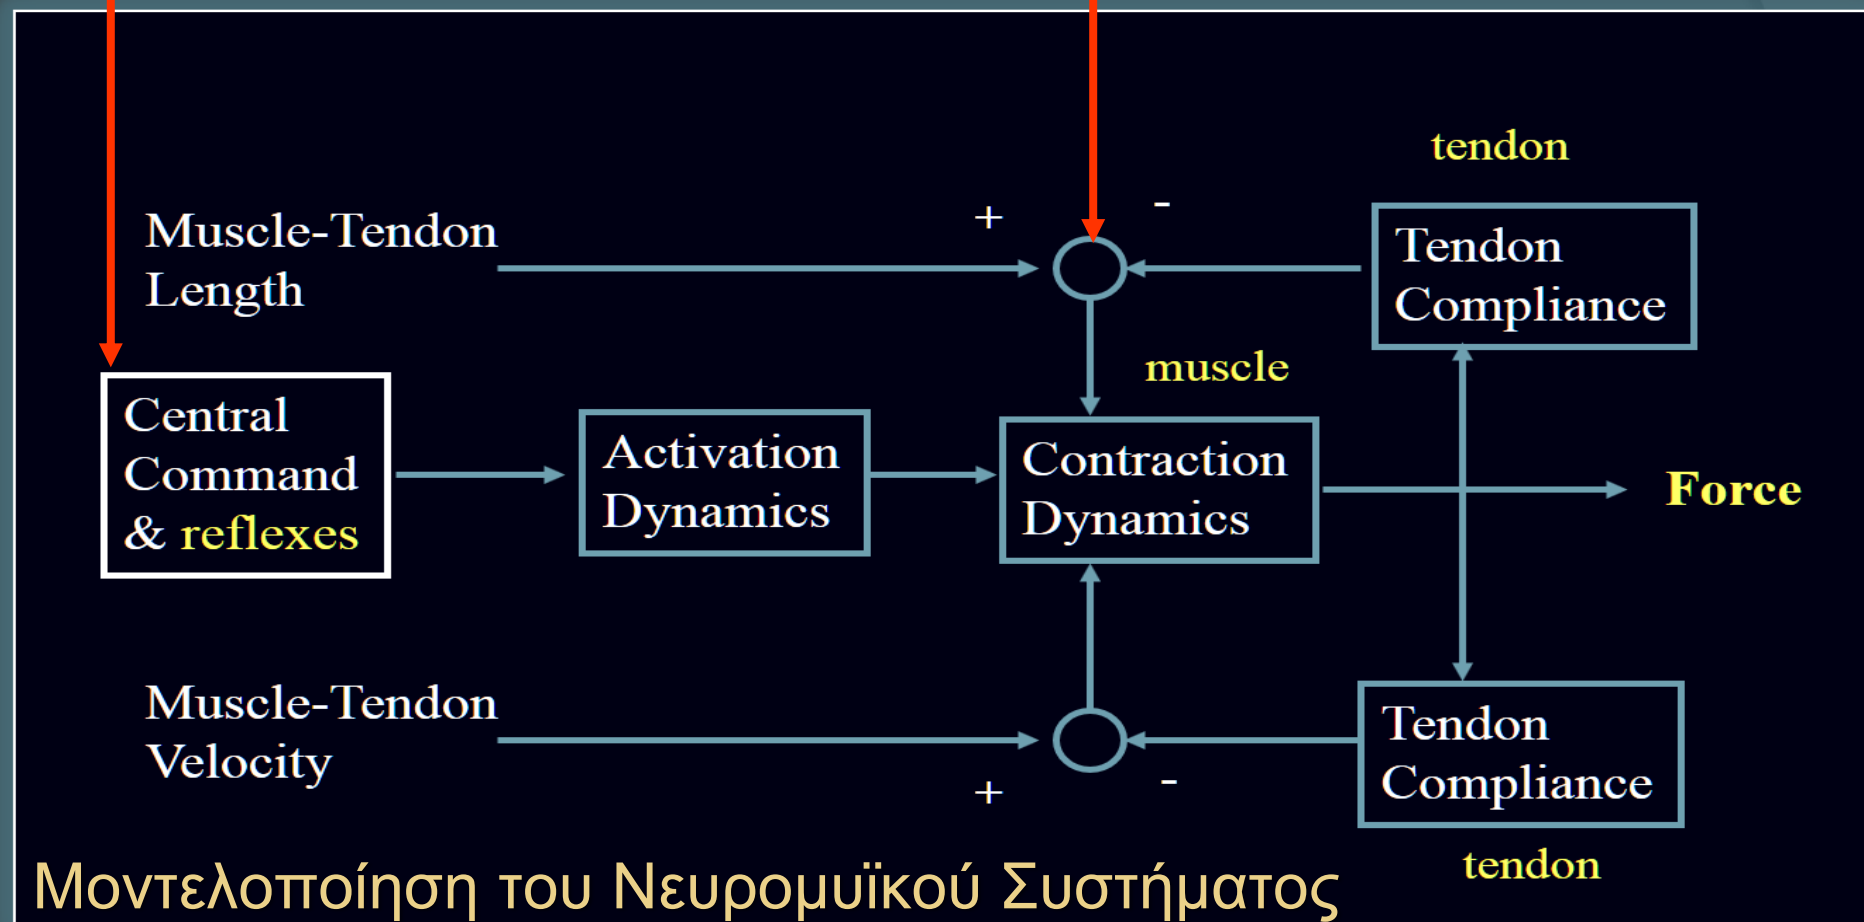 tendon
+
-
Muscle-Tendon
Length
Tendon
Compliance
muscle
Central
Command
& reflexes
Activation
Dynamics
Contraction
Dynamics
Force
Muscle-Tendon
Velocity
+
-
Tendon
Compliance
tendon
Μοντελοποίηση του Νευρομυϊκού Συστήματος